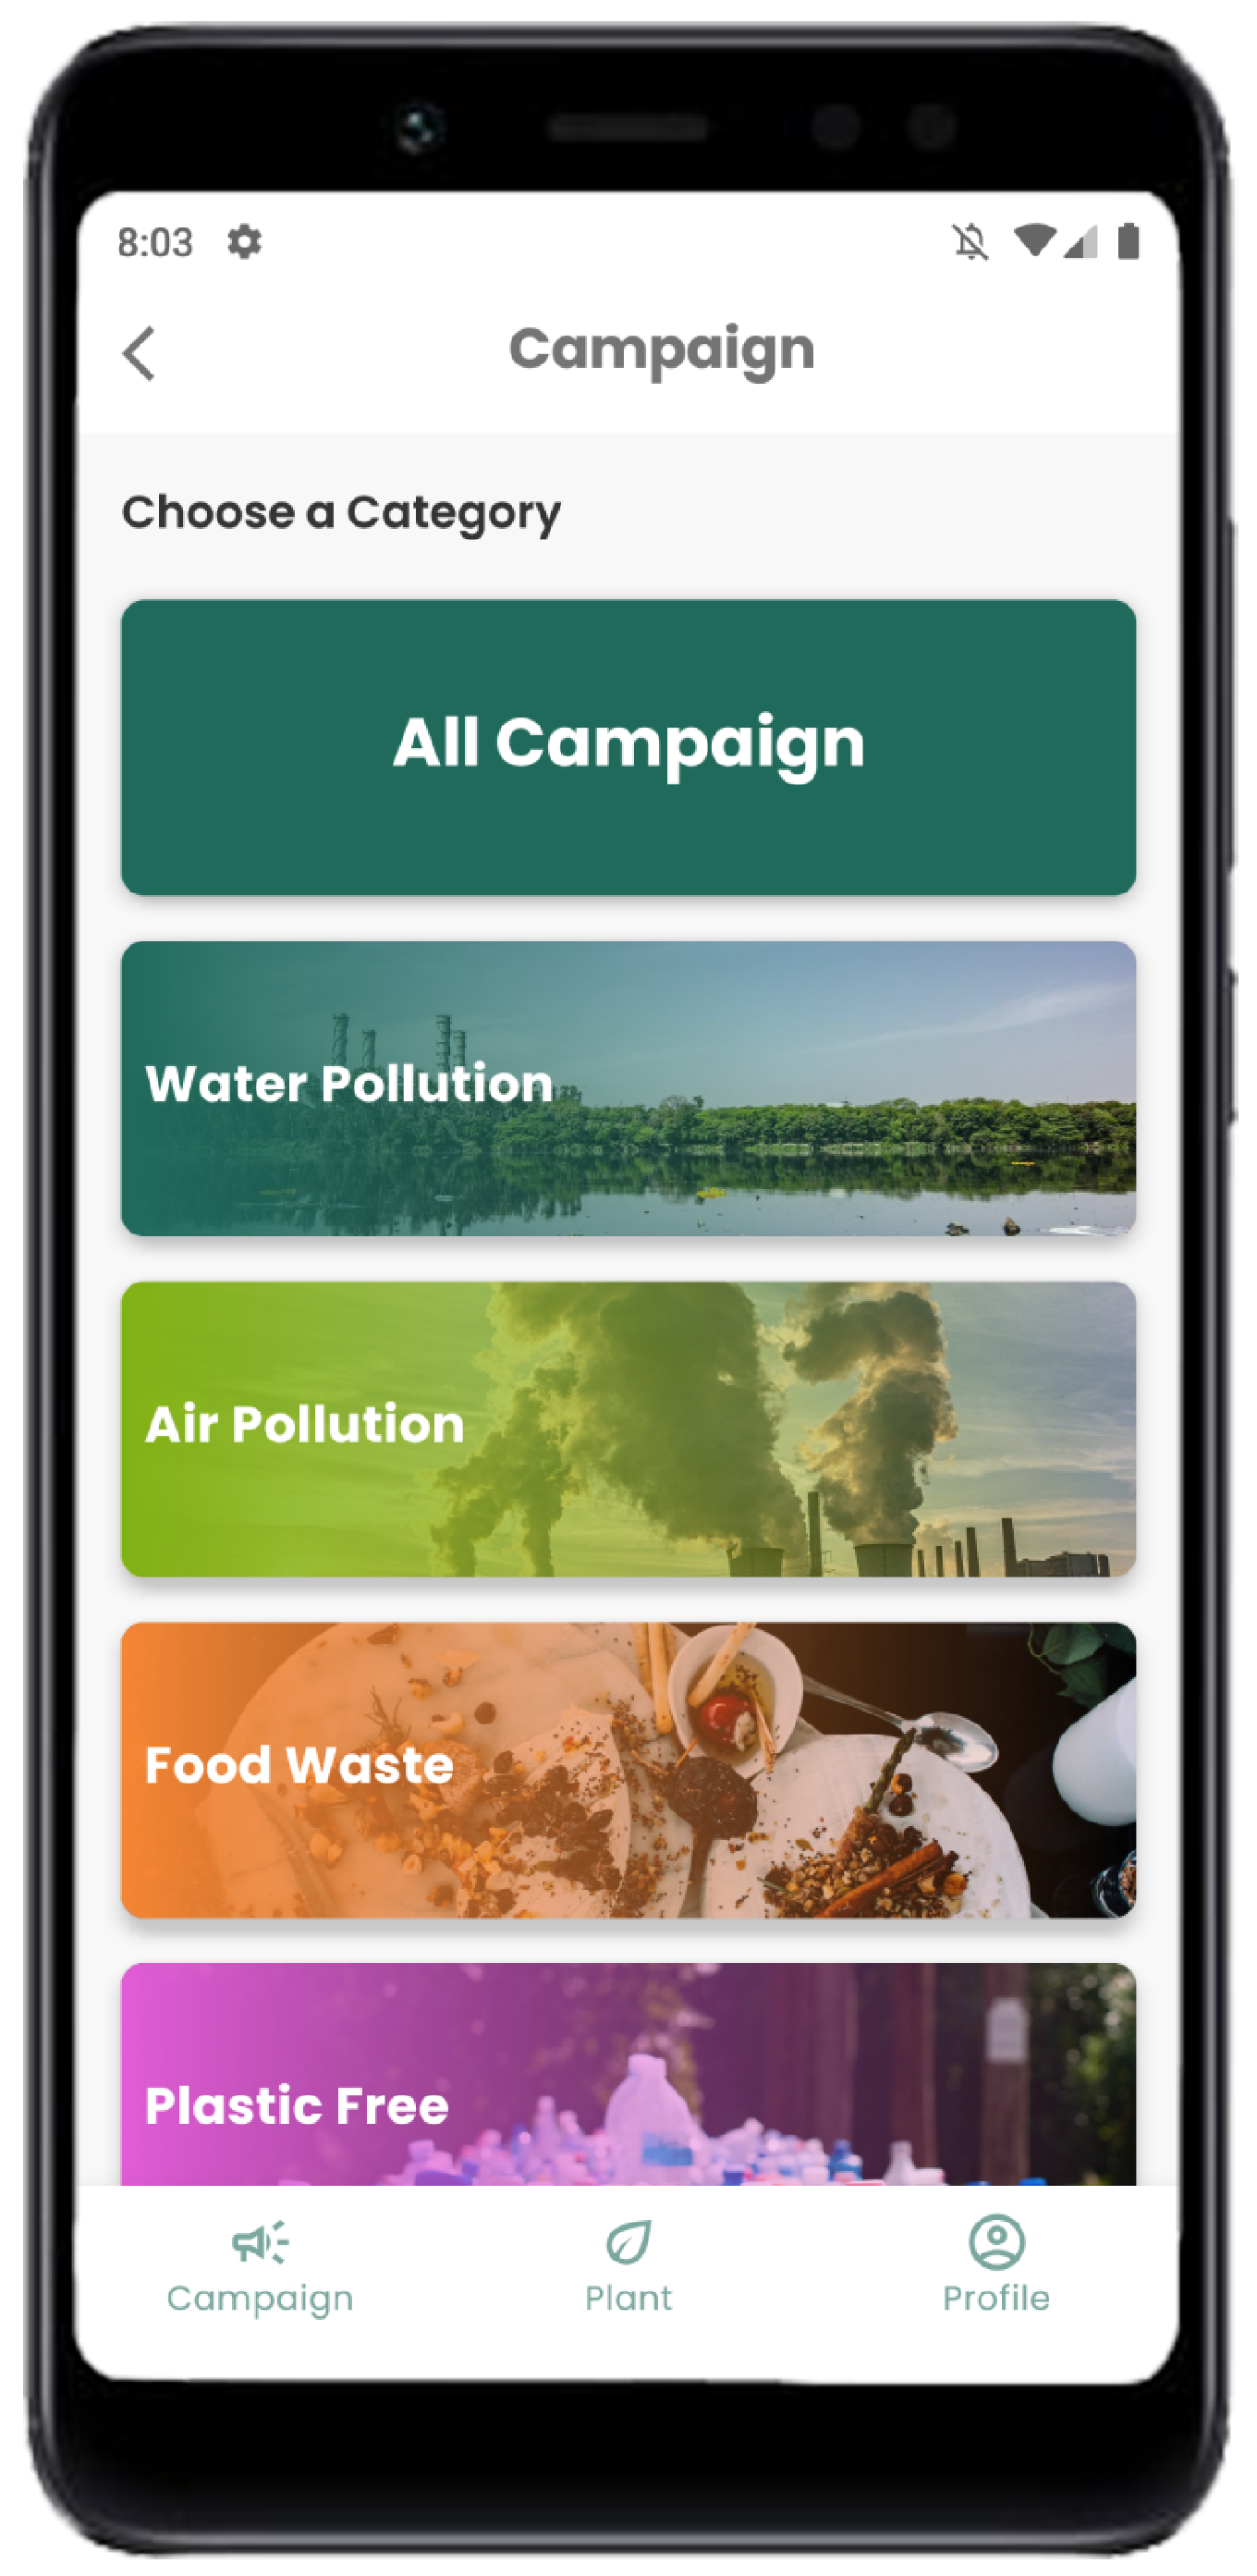 8:03
Campaign
Choose a Category
All Campaign
Water Pollution
Air Pollution
Food Waste
Plastic Free
Campaign
Plant
Profile